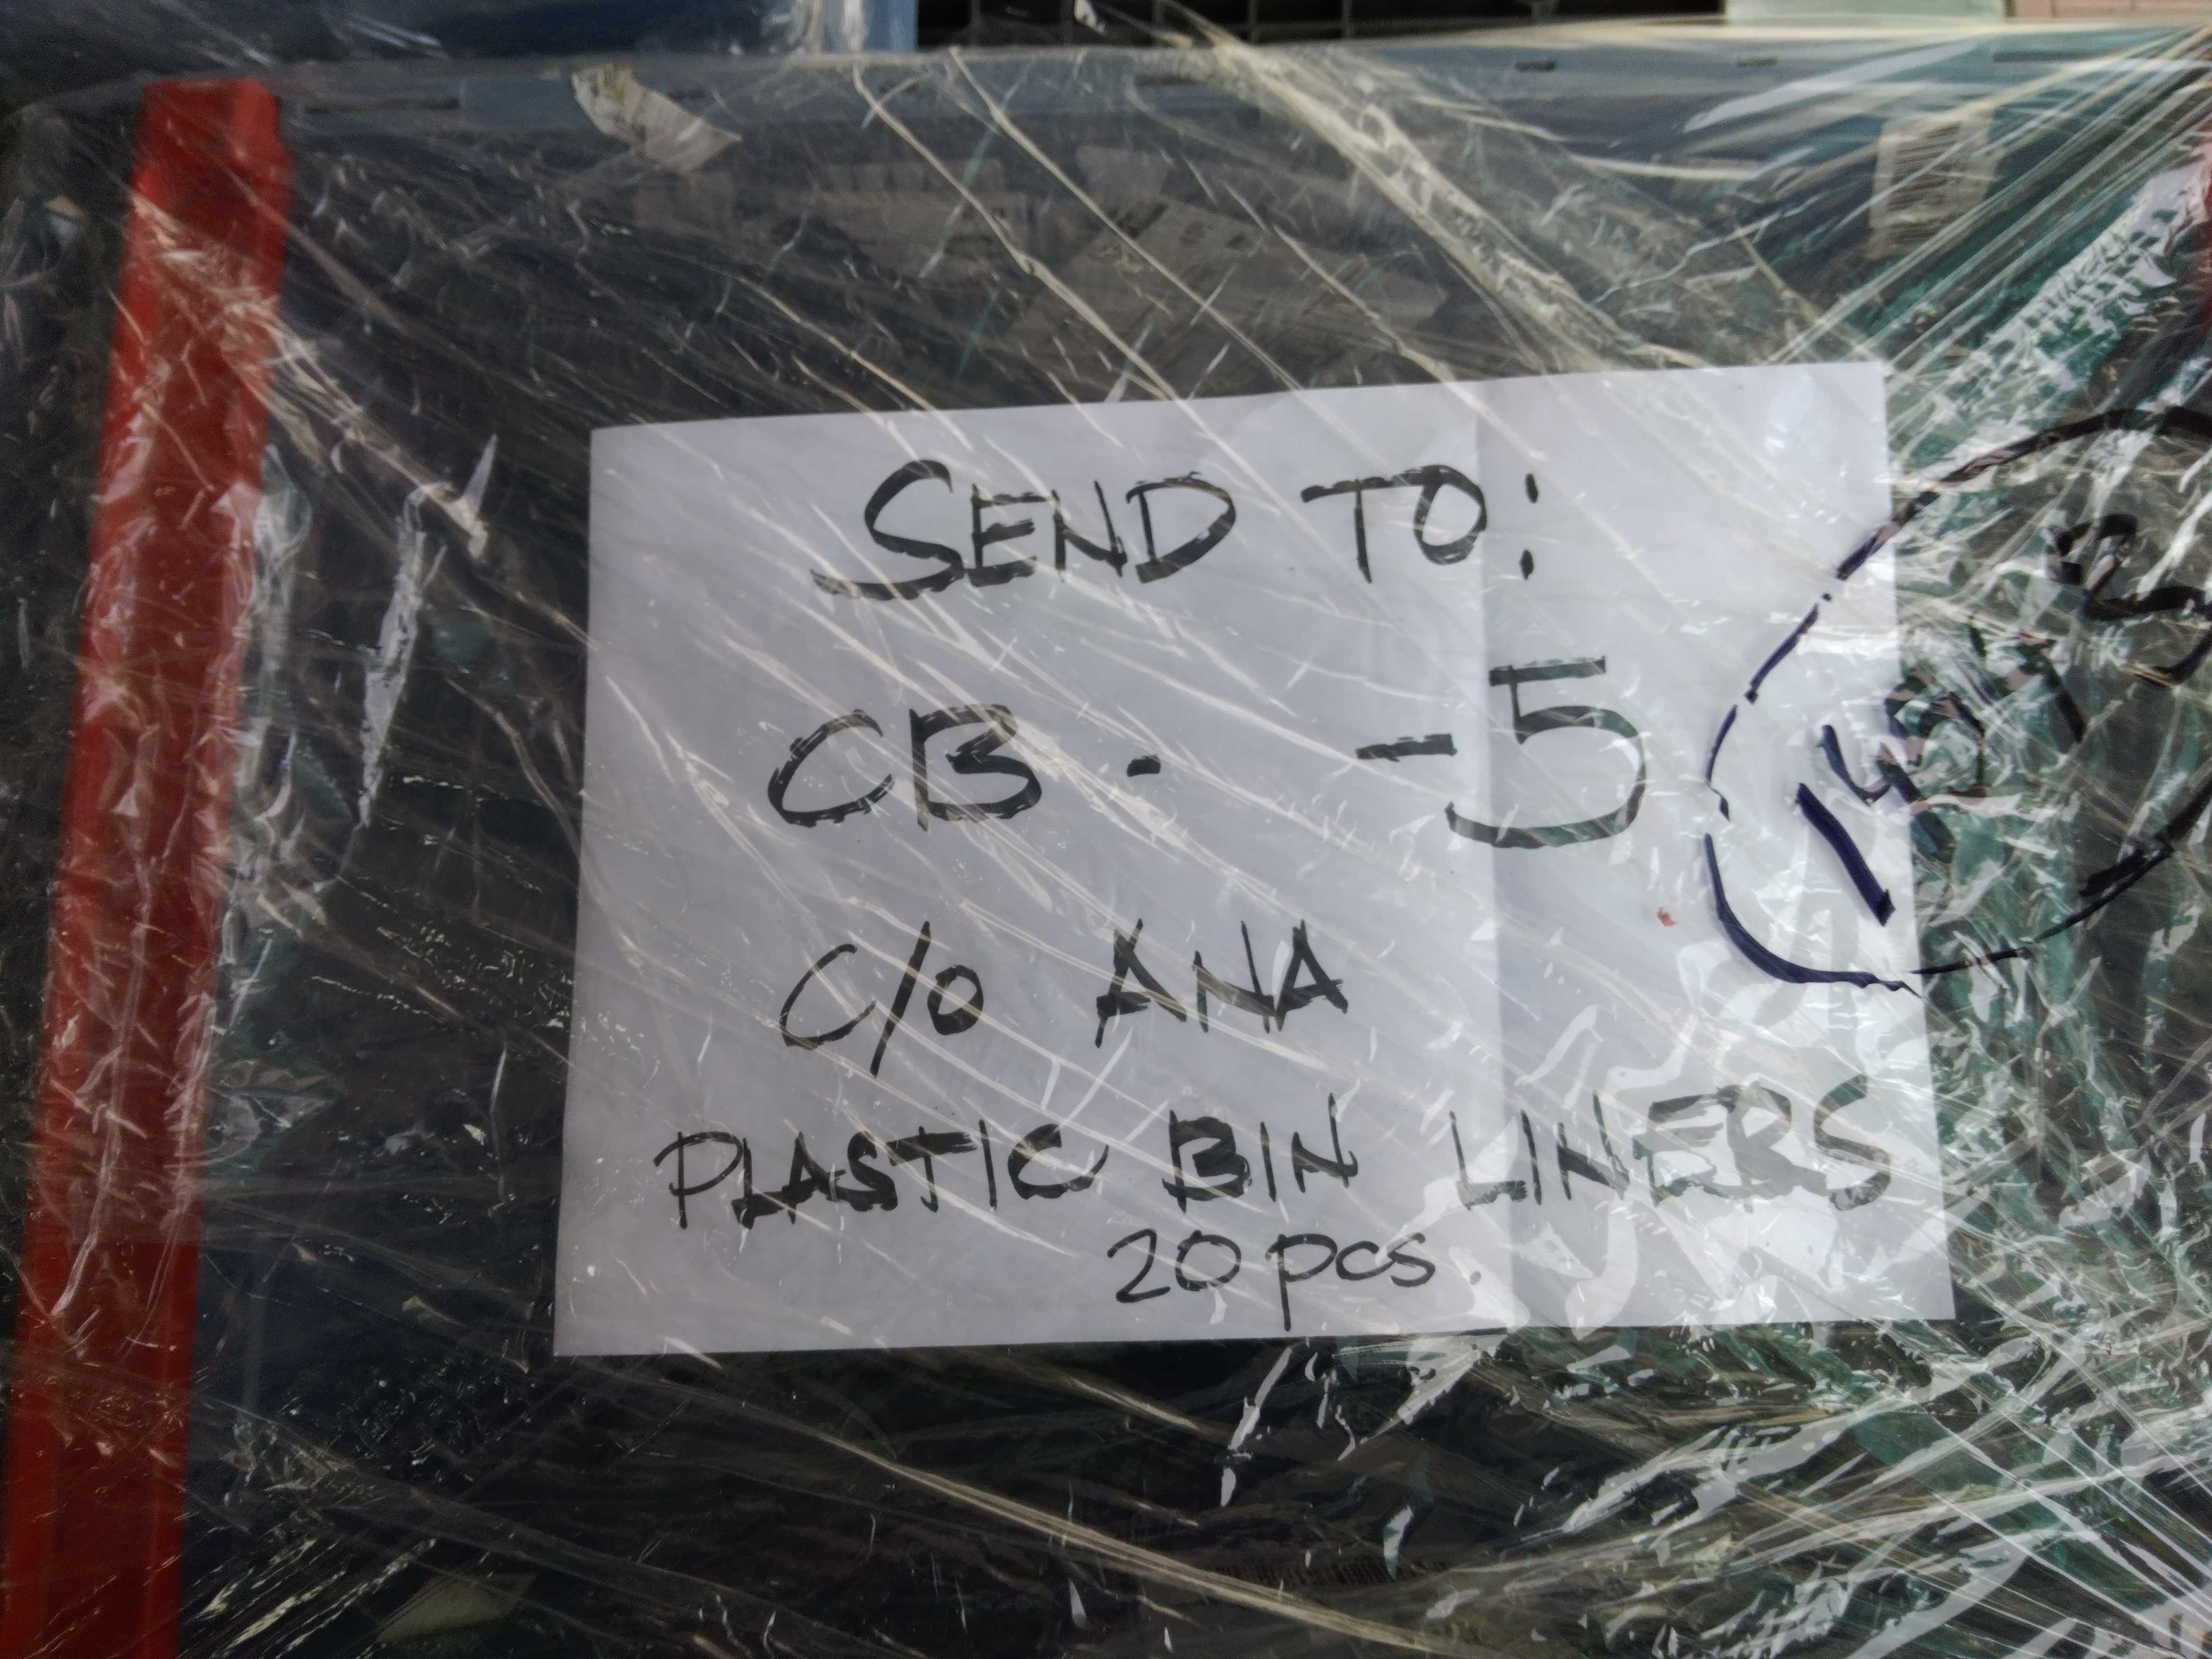 SEND TO:
CB - -5
C/O ANA
PLASTIC BIN LINERS
20 pcs.